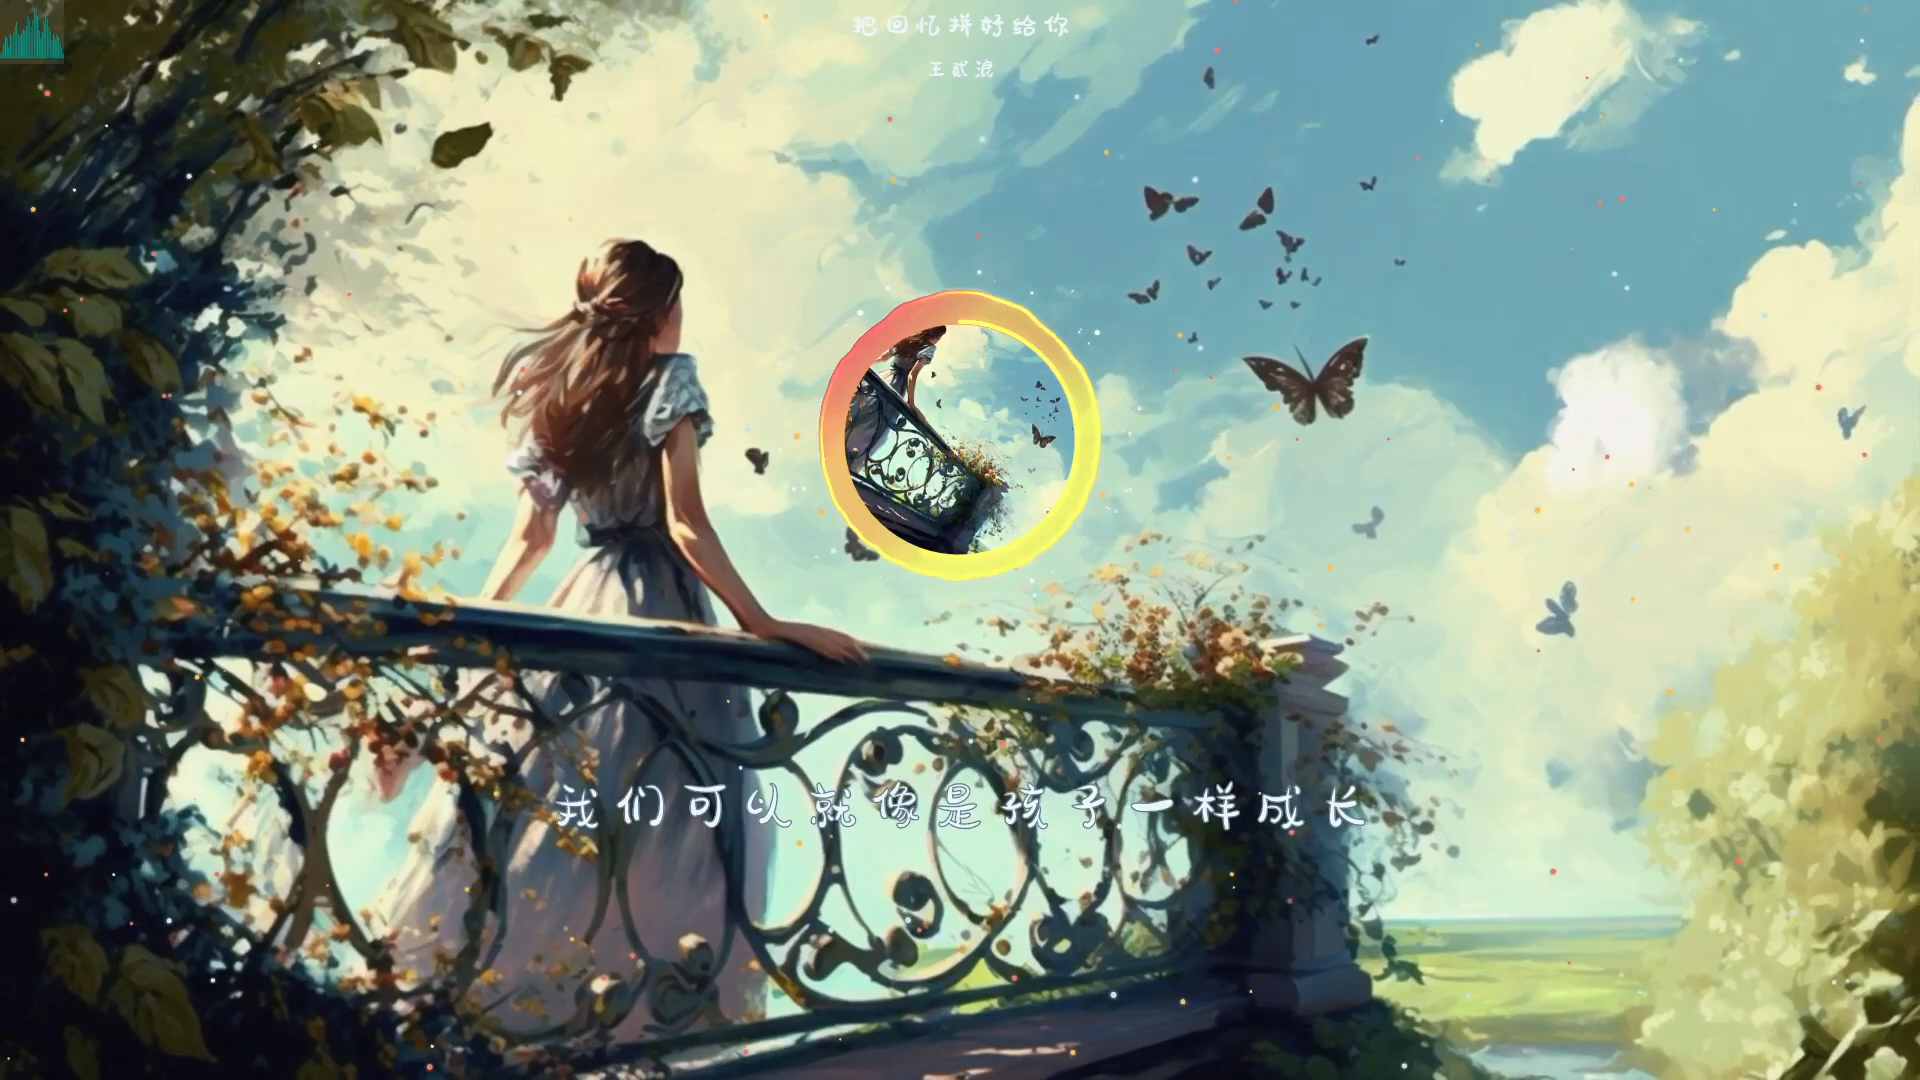 把回忆拼好给你
王贰浪
我们可以就像是孩子一样成长